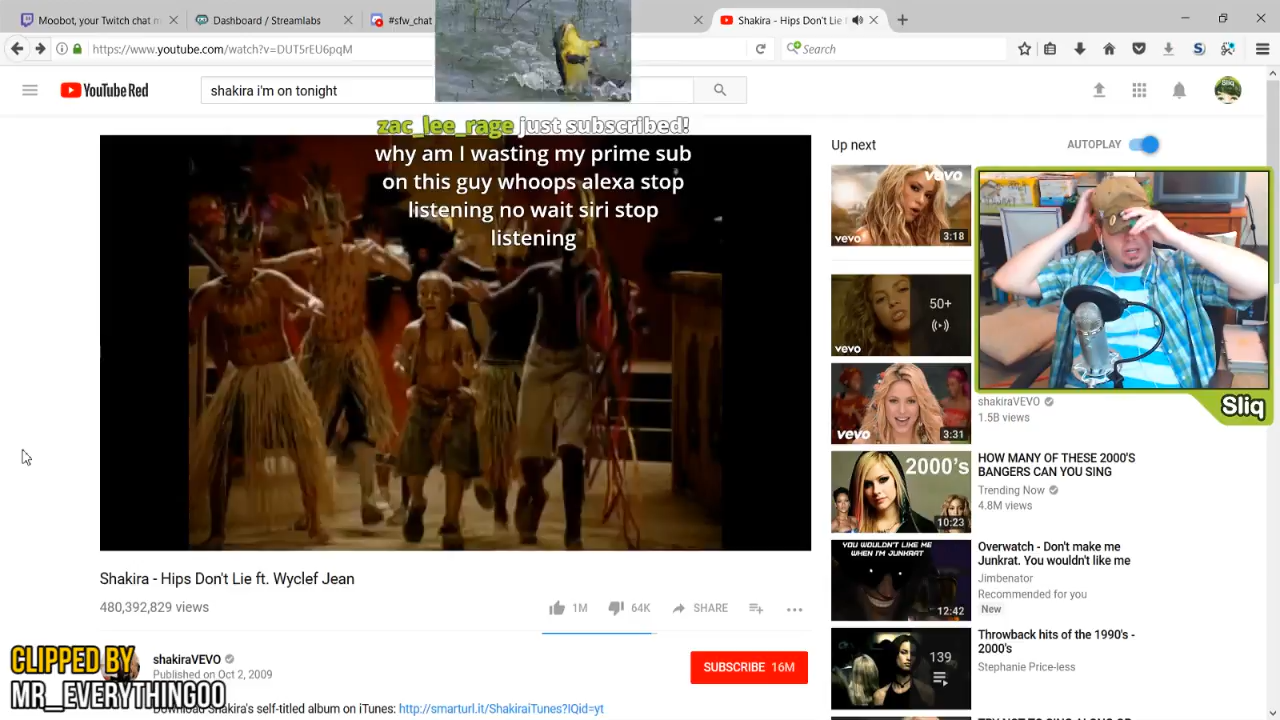 Moobot, your Twitch chat m
Dashboard / Streamlabs
#sfw_chat
Shakira - Hips Don't Lie
https://www.youtube.com/watch?v=DUT5rEU6pqM
Search
YouTube Red
shakira i'm on tonight
zac_lee_rage just subscribed!
why am I wasting my prime sub
on this guy whoops alexa stop
listening no wait siri stop
listening
Up next
AUTOPLAY
vevo
vevo
3:18
50+
vevo
vevo
3:31
shakiraVEVO
1.5B views
Sliq
2000's
10:23
HOW MANY OF THESE 2000'S
BANGERS CAN YOU SING
Trending Now
4.8M views
YOU WOULDN'T LIKE ME
WHEN I'M JUNKRAT
12:42
Overwatch - Don't make me
Junkrat. You wouldn't like me
Jimbenator
Recommended for you
New
139
Throwback hits of the 1990's -
2000's
Stephanie Price-less
Shakira - Hips Don't Lie ft. Wyclef Jean
480,392,829 views
1M
64K
SHARE
shakiraVEVO
Published on Oct 2, 2009
SUBSCRIBE 16M
CLIPPED BY
MR_EVERYTHINGOO
Shakira's self titled album on iTunes: http://smarturl.it/ShakiraiTunes?IQid=yt